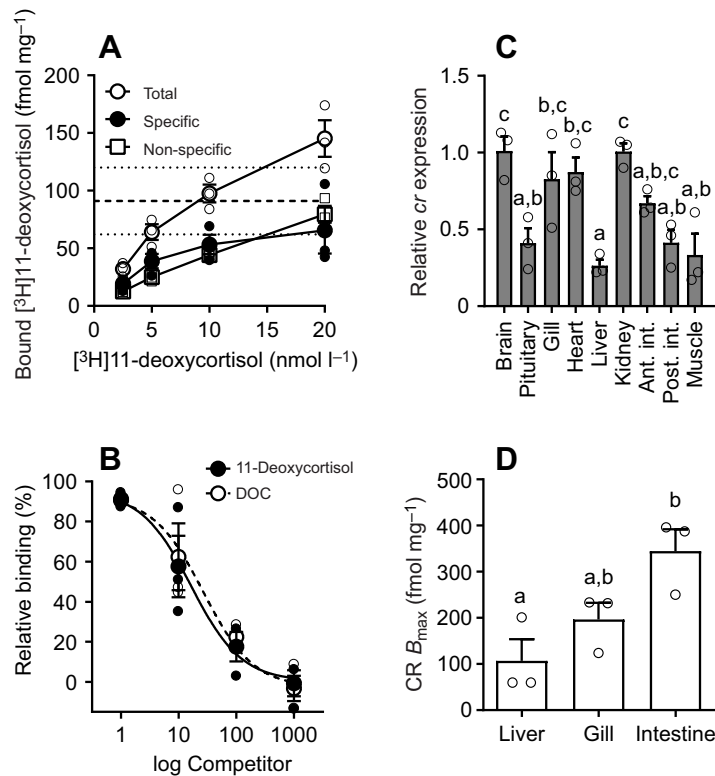 A
Bound [³H]11-deoxycortisol (fmol mg⁻¹)
200
150
100
50
0
Total
Specific
Non-specific
0 5 10 15 20
[³H]11-deoxycortisol (nmol l⁻¹)
C
Relative cr expression
1.5
1.0
0.5
0
c
a,b
b,c
b,c
a
c
a,b,c
a,b
a,b
Brain
Pituitary
Gill
Heart
Liver
Kidney
Ant. int.
Post. int.
Muscle
B
Relative binding (%)
100
80
60
40
20
0
11-Deoxycortisol
DOC
1 10 100 1000
log Competitor
D
CR Bmax (fmol mg⁻¹)
500
400
300
200
100
0
a
a,b
b
Liver Gill Intestine